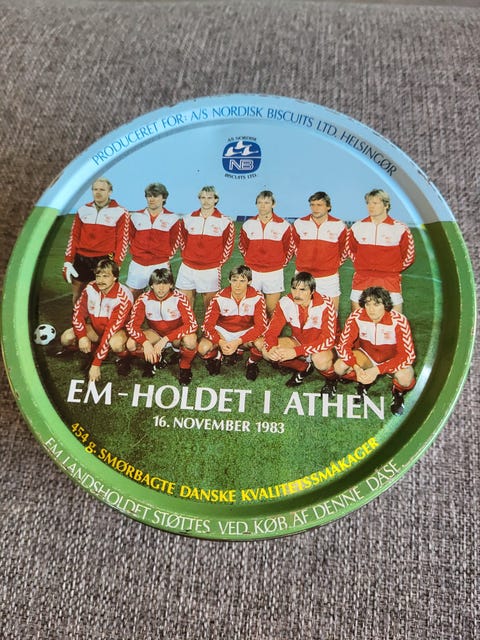 PRODUCERET FOR: A/S NORDISK BISCUITS LTD. HELSINGØR
A/S NORDISK
NB
BISCUITS LTD.
EM-HOLDET I ATHEN
16. NOVEMBER 1983
454 g. SMØRBAGTE DANSKE KVALITETSSMÅKAGER
EM LANDSHOLDET STØTTES VED KØB AF DENNE DÅSE